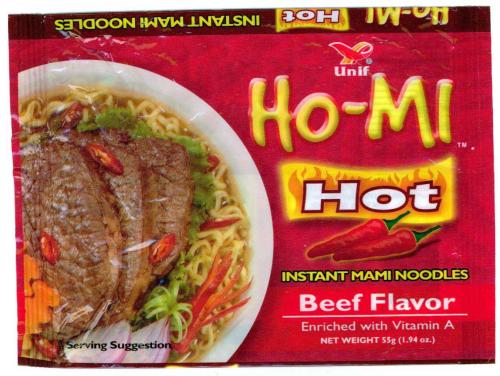 INSTANT MAMI NOODLES Hot HO-MI
Unif ®
HO-MI ™
Hot
INSTANT MAMI NOODLES
Beef Flavor
Enriched with Vitamin A
NET WEIGHT 55g (1.94 oz.)
Serving Suggestion